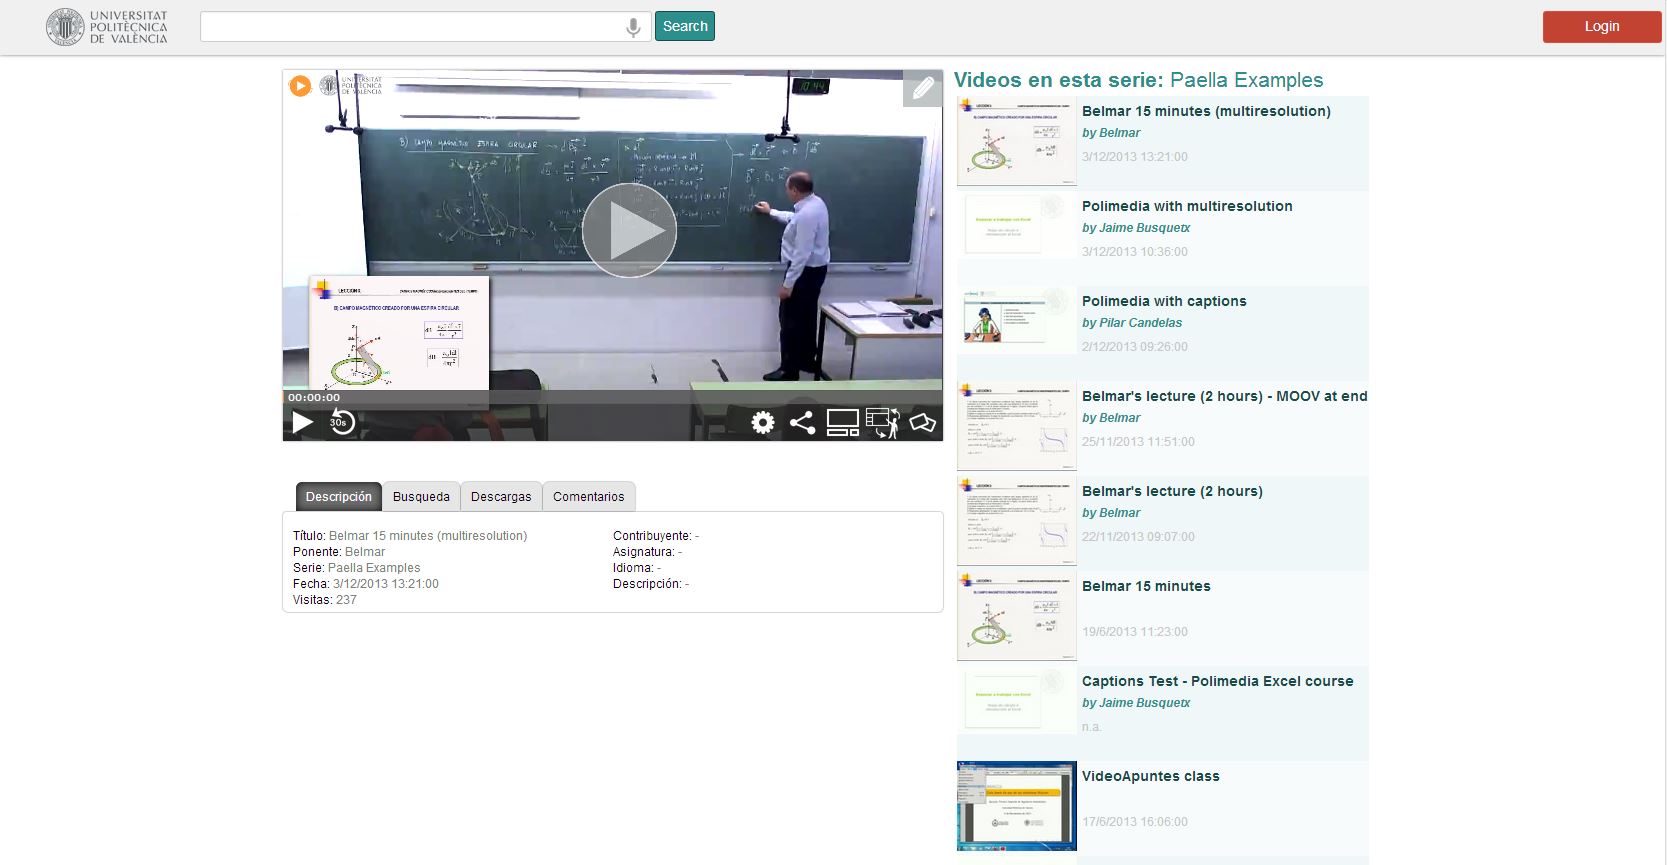 UNIVERSITAT
POLITÈCNICA
DE VALÈNCIA
Search
Login
UNIVERSITAT
POLITÈCNICA
DE VALÈNCIA
10:44
B) CAMPO MAGNETICO ESPIRA CIRCULAR
B) CAMPO MAGNÉTICO CREADO POR UNA ESPIRA CIRCULAR
00:00:00
30s
Descripción
Busqueda
Descargas
Comentarios
Título: Belmar 15 minutes (multiresolution)
Ponente: Belmar
Serie: Paella Examples
Fecha: 3/12/2013 13:21:00
Visitas: 237
Contribuyente: -
Asignatura: -
Idioma: -
Descripción: -
Videos en esta serie: Paella Examples
Belmar 15 minutes (multiresolution)
by Belmar
3/12/2013 13:21:00
Polimedia with multiresolution
by Jaime Busquetx
3/12/2013 10:36:00
Polimedia with captions
by Pilar Candelas
2/12/2013 09:26:00
Belmar's lecture (2 hours) - MOOV at end
by Belmar
25/11/2013 11:51:00
Belmar's lecture (2 hours)
by Belmar
22/11/2013 09:07:00
Belmar 15 minutes
19/6/2013 11:23:00
Captions Test - Polimedia Excel course
by Jaime Busquetx
n.a.
VideoApuntes class
17/6/2013 16:06:00